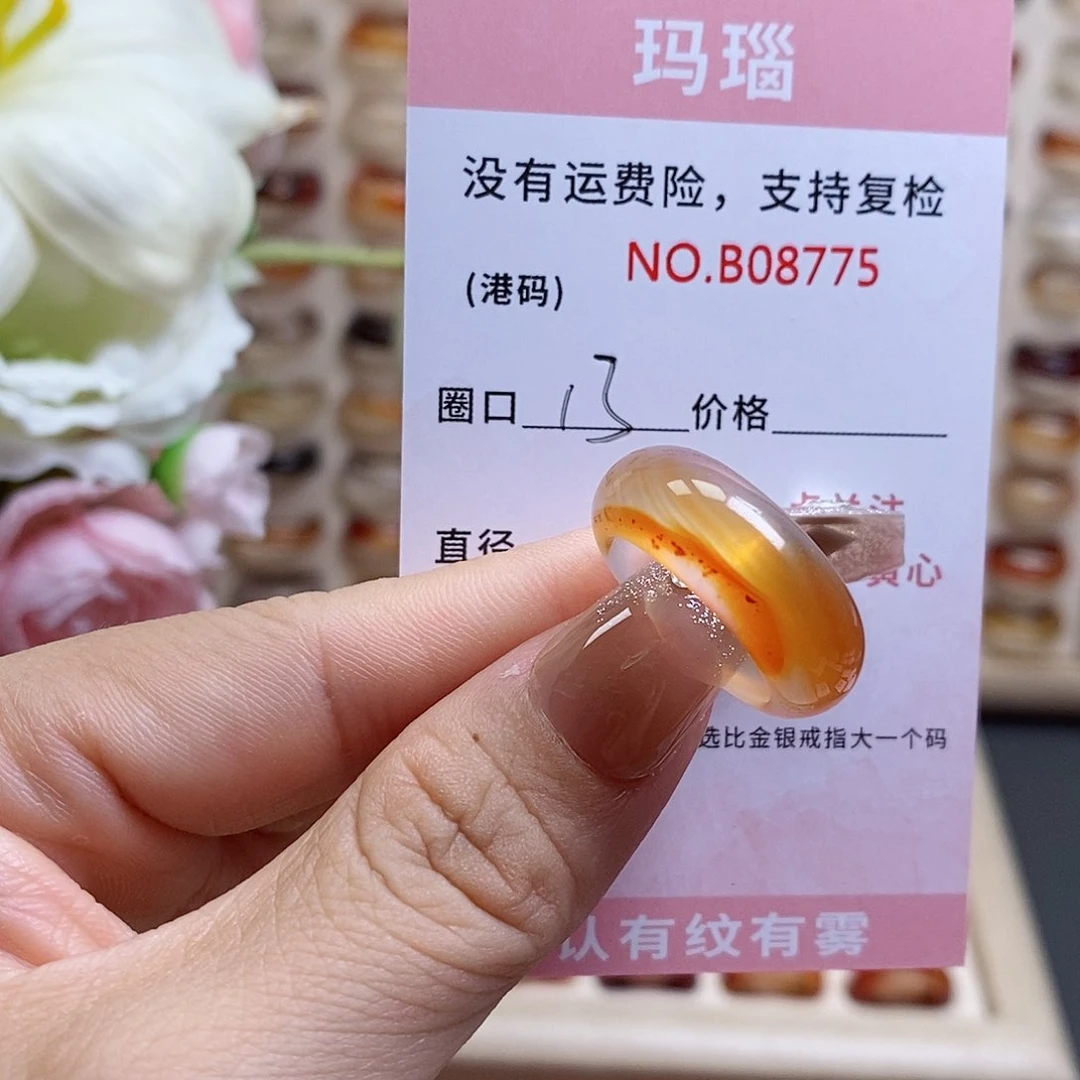 玛瑙
没有运费险，支持复检
NO.B08775
(港码)
圈口 13 价格
直径
选比金银戒指大一个码
认有纹有雾